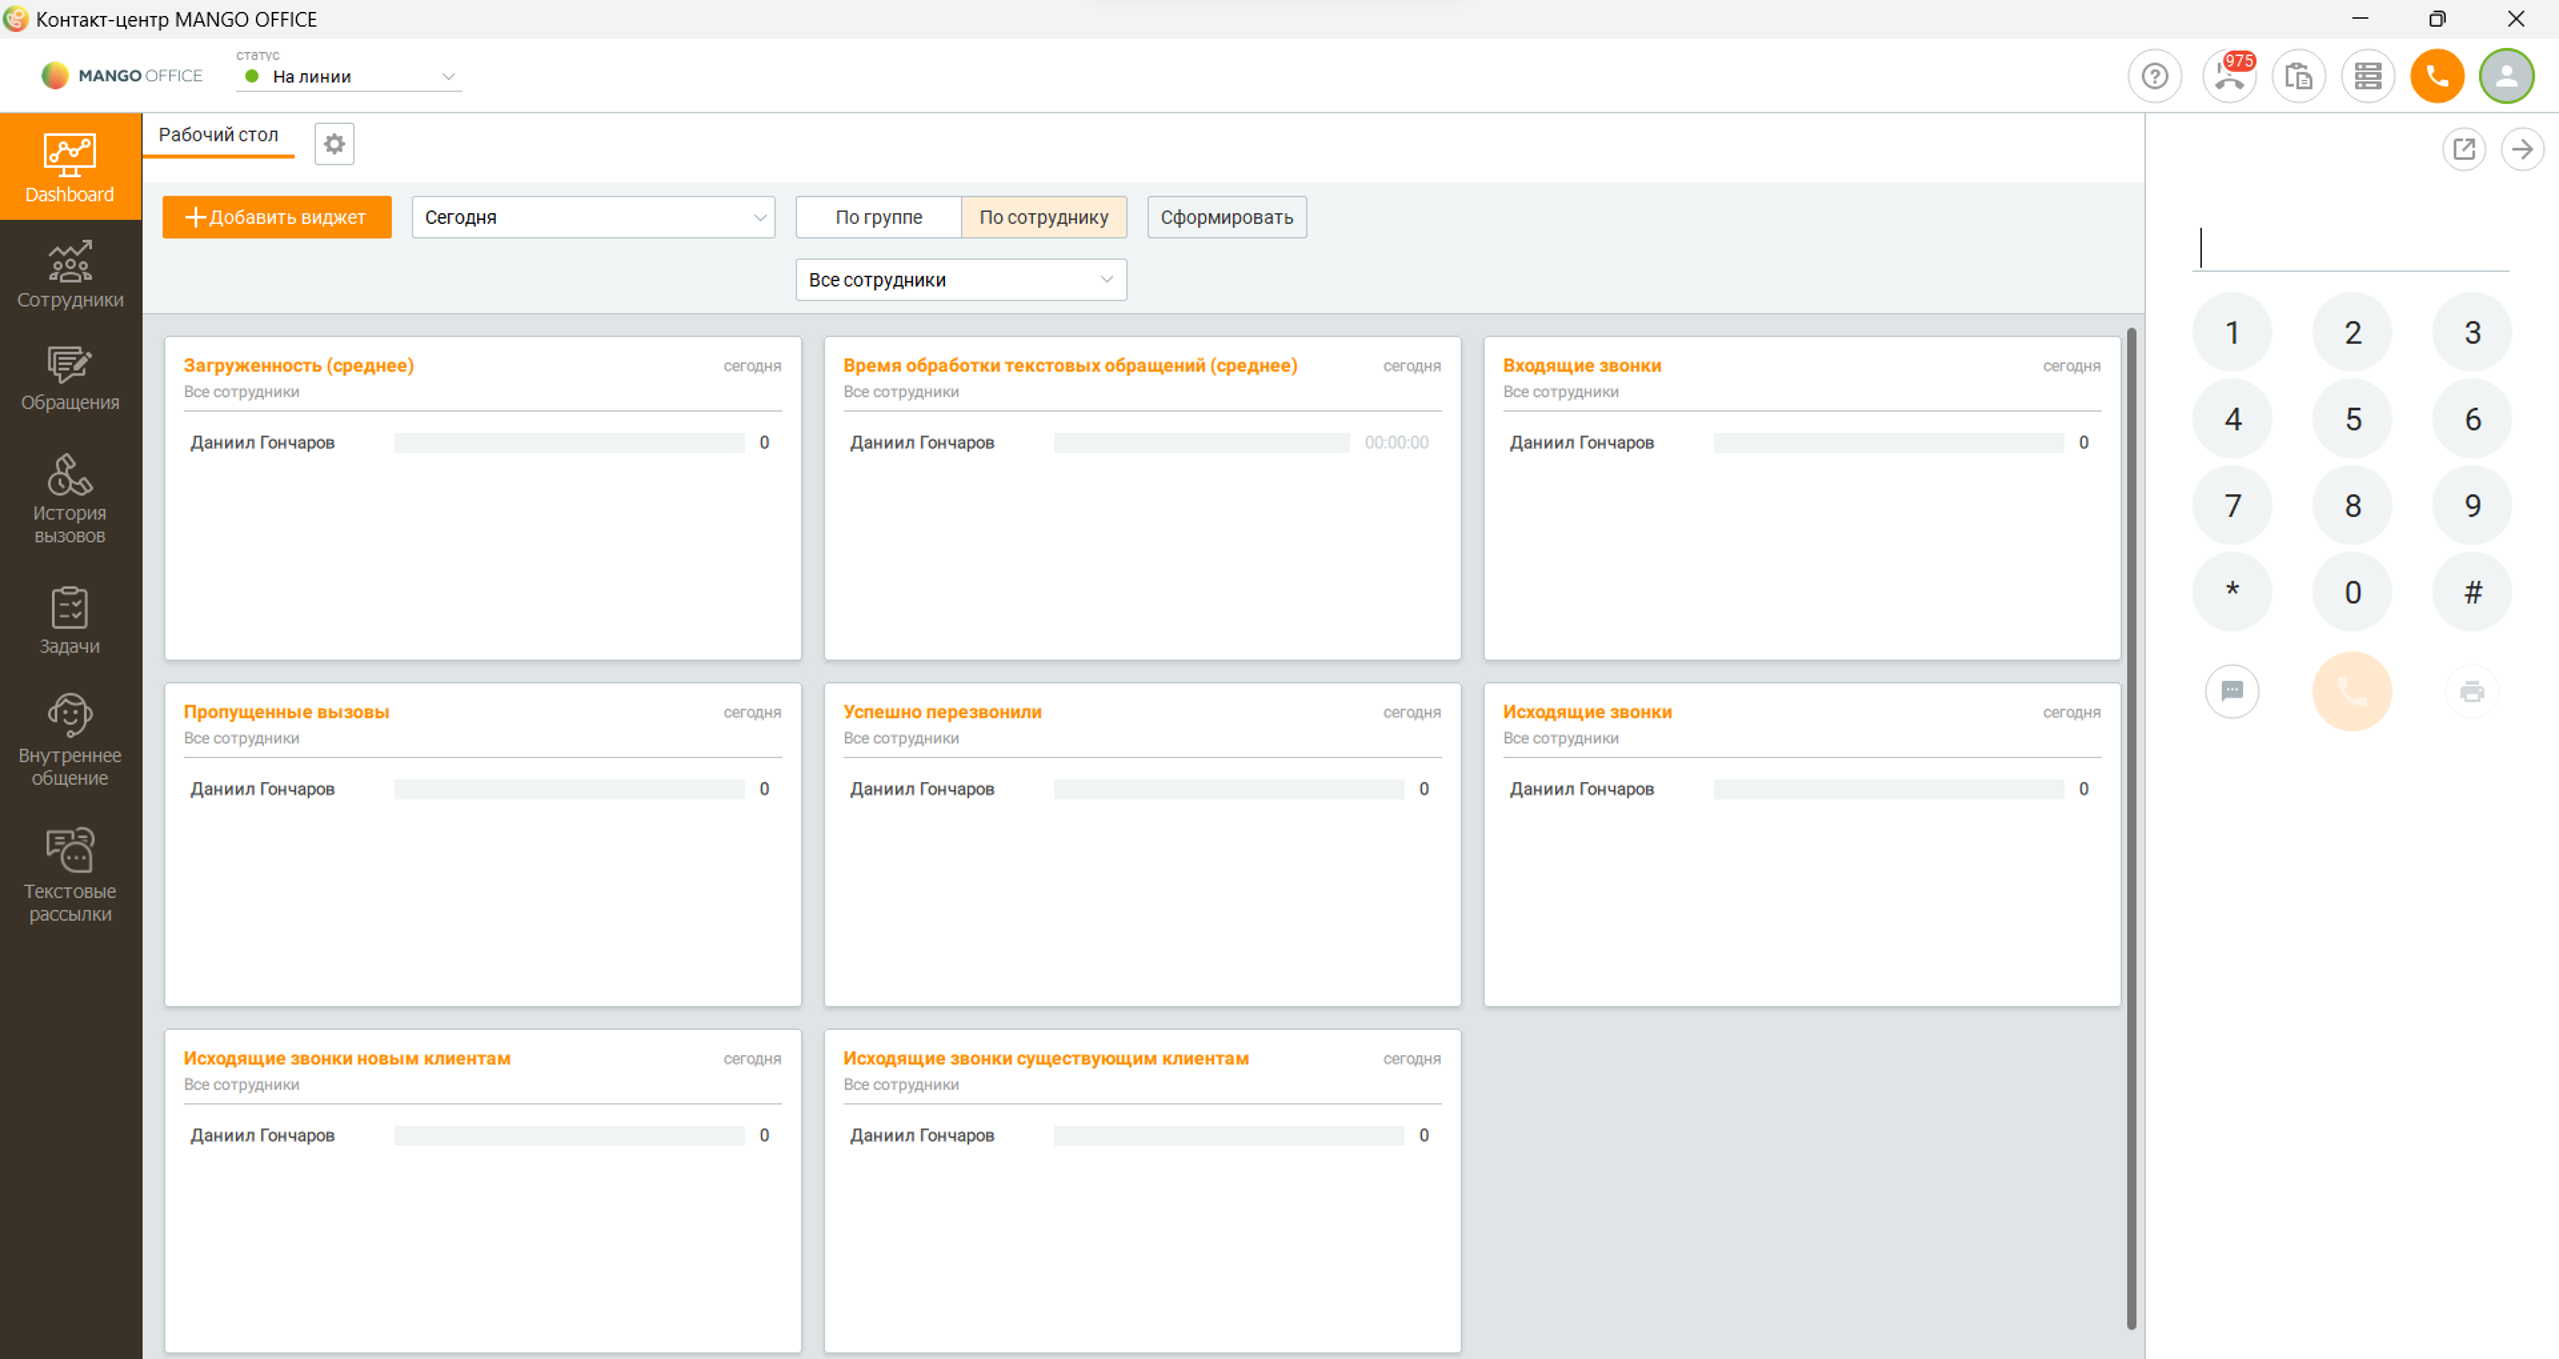 Контакт-центр MANGO OFFICE
MANGO OFFICE
статус
На линии
975
Dashboard
Сотрудники
Обращения
История
вызовов
Задачи
Внутреннее
общение
Текстовые
рассылки
Рабочий стол
Добавить виджет
Сегодня
По группе
По сотруднику
Сформировать
Все сотрудники
Загруженность (среднее) сегодня
Все сотрудники
Даниил Гончаров 0
Время обработки текстовых обращений (среднее) сегодня
Все сотрудники
Даниил Гончаров 00:00:00
Входящие звонки сегодня
Все сотрудники
Даниил Гончаров 0
Пропущенные вызовы сегодня
Все сотрудники
Даниил Гончаров 0
Успешно перезвонили сегодня
Все сотрудники
Даниил Гончаров 0
Исходящие звонки сегодня
Все сотрудники
Даниил Гончаров 0
Исходящие звонки новым клиентам сегодня
Все сотрудники
Даниил Гончаров 0
Исходящие звонки существующим клиентам сегодня
Все сотрудники
Даниил Гончаров 0
1 2 3
4 5 6
7 8 9
* 0 #